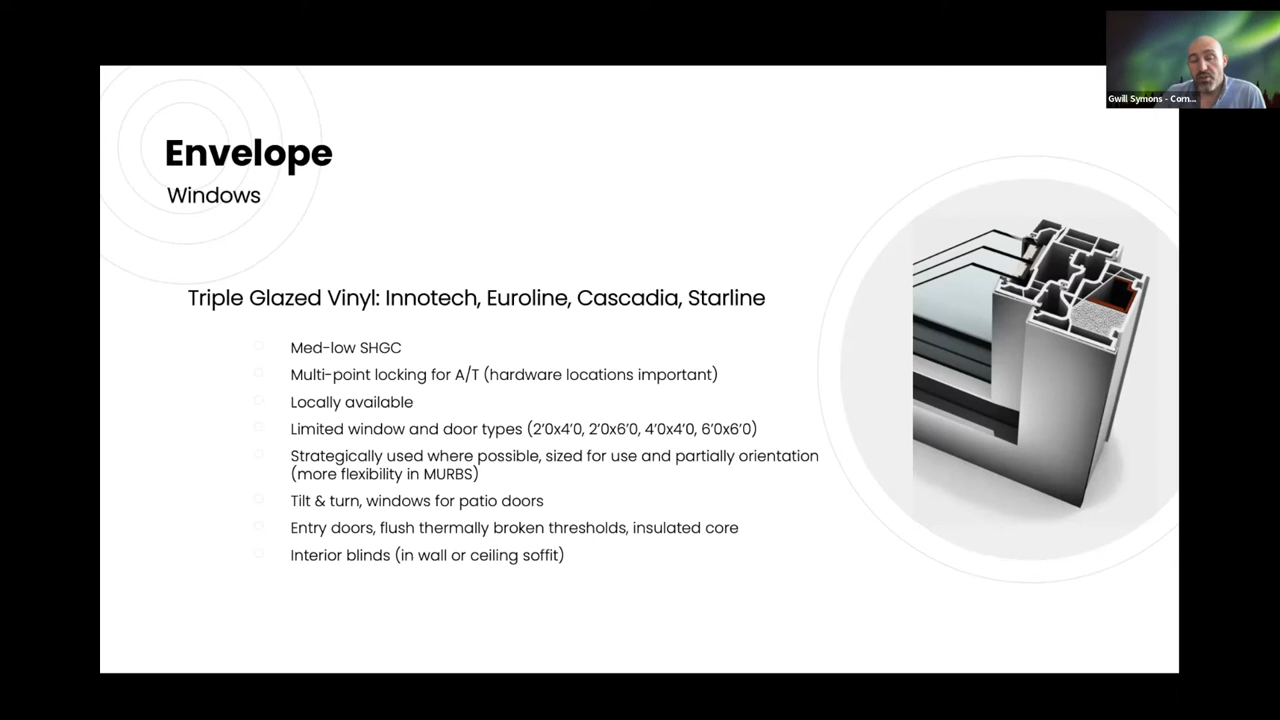 Gwill Symons - Com...
Envelope
Windows
Triple Glazed Vinyl: Innotech, Euroline, Cascadia, Starline
Med-low SHGC
Multi-point locking for A/T (hardware locations important)
Locally available
Limited window and door types (2'0x4'0, 2'0x6'0, 4'0x4'0, 6'0x6'0)
Strategically used where possible, sized for use and partially orientation
(more flexibility in MURBS)
Tilt & turn, windows for patio doors
Entry doors, flush thermally broken thresholds, insulated core
Interior blinds (in wall or ceiling soffit)